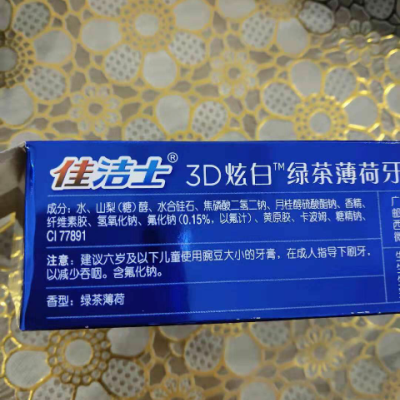 佳洁士® 3D炫白™绿茶薄荷牙
成分：水、山梨（糖）醇、水合硅石、焦磷酸二氢二钠、月桂醇硫酸酯钠、香精、
纤维素胶、氢氧化钠、氟化钠（0.15%，以氟计）、黄原胶、卡波姆、糖精钠、
CI 77891
注意：建议六岁及以下儿童使用豌豆大小的牙膏，在成人指导下刷牙，
以减少吞咽。含氟化钠。
香型：绿茶薄荷